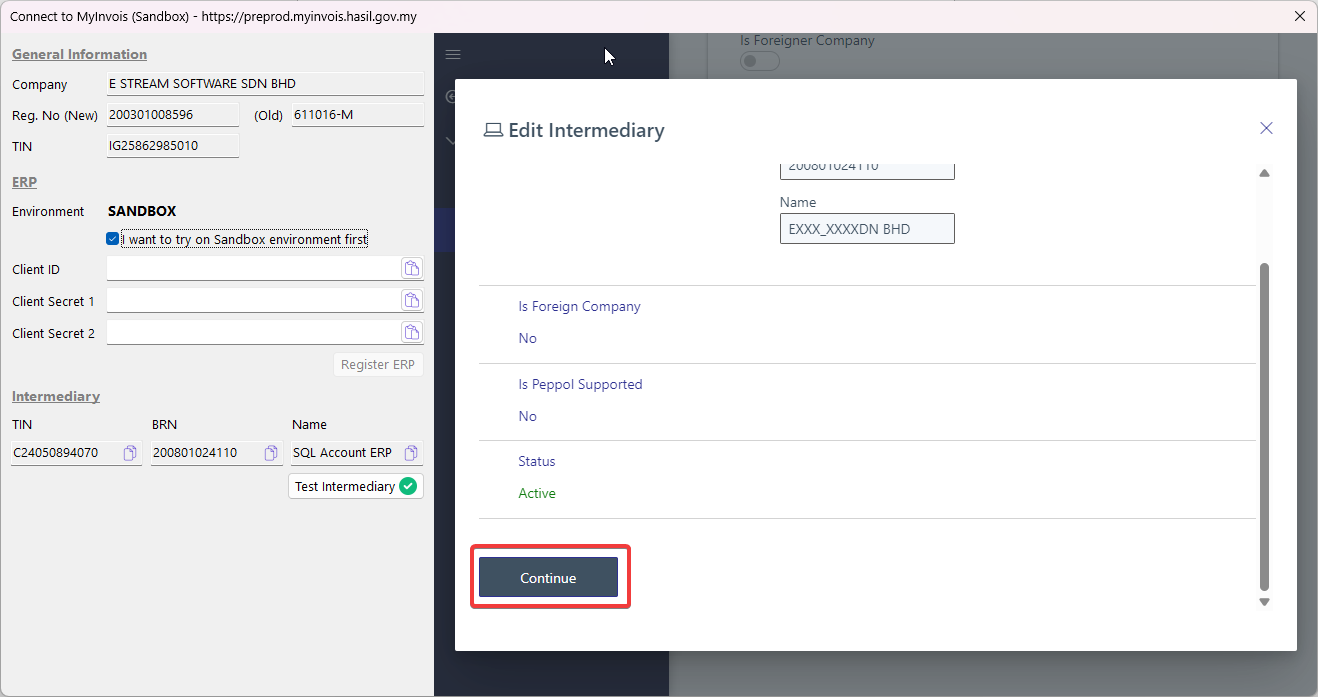 Connect to MyInvois (Sandbox) - https://preprod.myinvois.hasil.gov.my
General Information
Company E STREAM SOFTWARE SDN BHD
Reg. No (New) 200301008596 (Old) 611016-M
TIN IG25862985010
ERP
Environment SANDBOX
I want to try on Sandbox environment first
Client ID
Client Secret 1
Client Secret 2
Register ERP
Intermediary
TIN BRN Name
C24050894070 200801024110 SQL Account ERP
Test Intermediary
Is Foreigner Company
Edit Intermediary
200801024110
Name
EXXX_XXXXDN BHD
Is Foreign Company
No
Is Peppol Supported
No
Status
Active
Continue